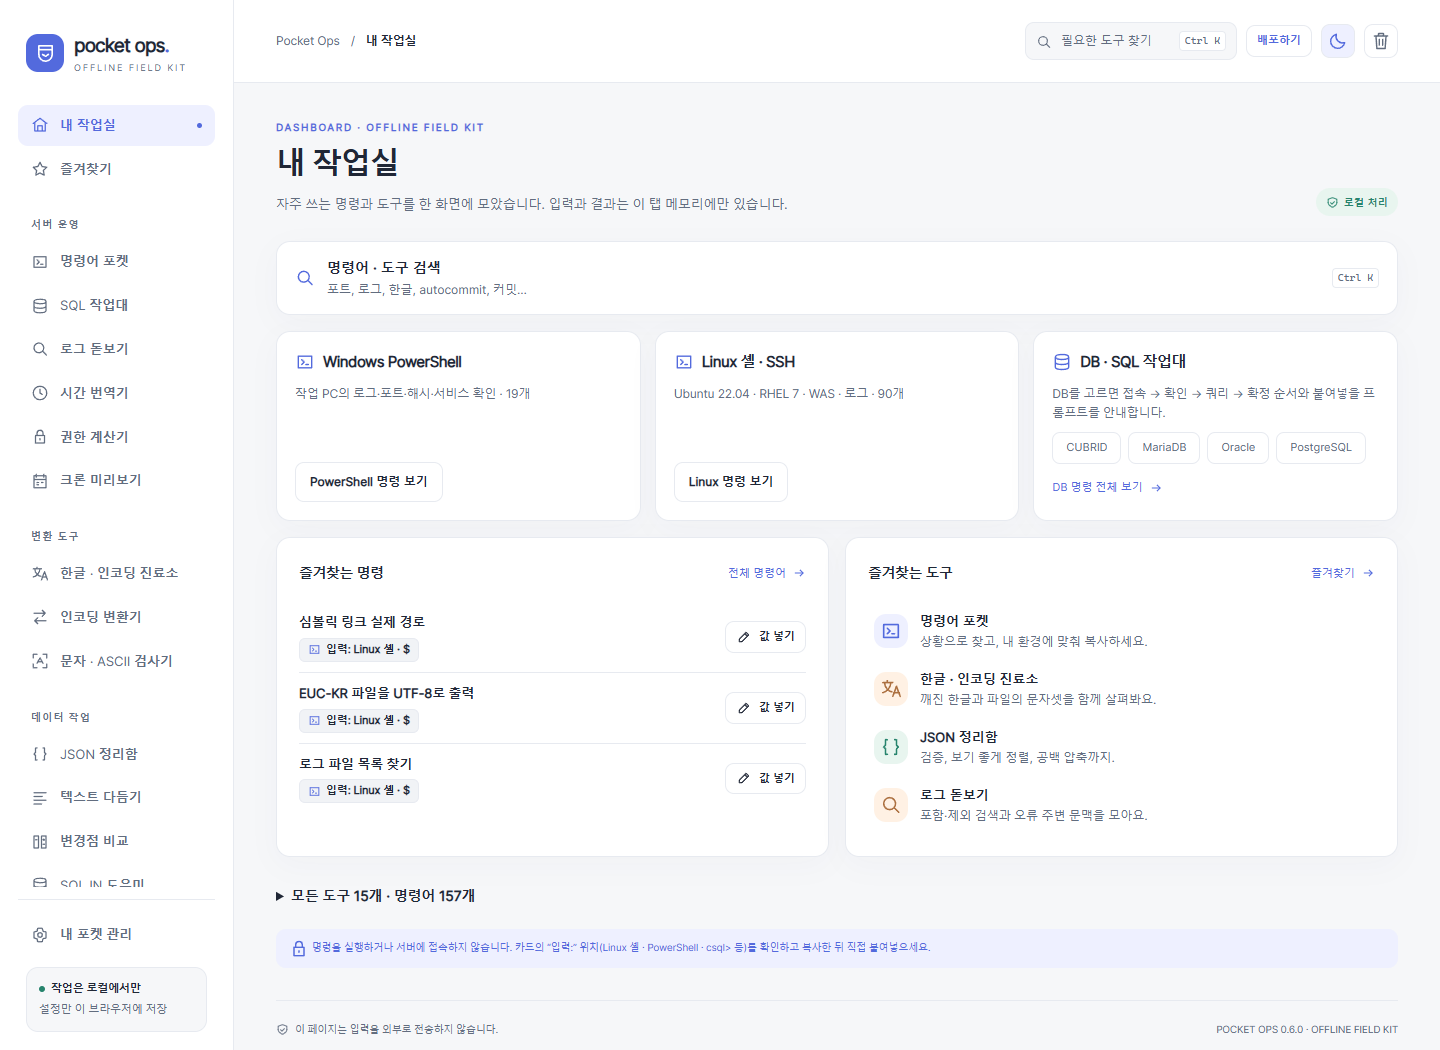 pocket ops.
OFFLINE FIELD KIT
내 작업실
즐겨찾기
서버 운영
명령어 포켓
SQL 작업대
로그 돋보기
시간 번역기
권한 계산기
크론 미리보기
변환 도구
한글 · 인코딩 진료소
인코딩 변환기
문자 · ASCII 검사기
데이터 작업
JSON 정리함
텍스트 다듬기
변경점 비교
SQL IN 도우미
내 포켓 관리
작업은 로컬에서만
설정만 이 브라우저에 저장
Pocket Ops / 내 작업실
필요한 도구 찾기 Ctrl K
배포하기
DASHBOARD · OFFLINE FIELD KIT
내 작업실
자주 쓰는 명령과 도구를 한 화면에 모았습니다. 입력과 결과는 이 탭 메모리에만 있습니다.
로컬 처리
명령어 · 도구 검색
포트, 로그, 한글, autocommit, 커밋...
Ctrl K
Windows PowerShell
작업 PC의 로그·포트·해시·서비스 확인 · 19개
PowerShell 명령 보기
Linux 셸 · SSH
Ubuntu 22.04 · RHEL 7 · WAS · 로그 · 90개
Linux 명령 보기
DB · SQL 작업대
DB를 고르면 접속 → 확인 → 쿼리 → 확정 순서와 붙여넣을 프
롬프트를 안내합니다.
CUBRID MariaDB Oracle PostgreSQL
DB 명령 전체 보기 →
즐겨찾는 명령
전체 명령어 →
심볼릭 링크 실제 경로
입력: Linux 셸 · $
값 넣기
EUC-KR 파일을 UTF-8로 출력
입력: Linux 셸 · $
값 넣기
로그 파일 목록 찾기
입력: Linux 셸 · $
값 넣기
즐겨찾는 도구
즐겨찾기 →
명령어 포켓
상황으로 찾고, 내 환경에 맞춰 복사하세요.
한글 · 인코딩 진료소
깨진 한글과 파일의 문자셋을 함께 살펴봐요.
JSON 정리함
검증, 보기 좋게 정렬, 공백 압축까지.
로그 돋보기
포함·제외 검색과 오류 주변 문맥을 모아요.
▶ 모든 도구 15개 · 명령어 157개
명령을 실행하거나 서버에 접속하지 않습니다. 카드의 “입력:” 위치(Linux 셸 · PowerShell · csql> 등)를 확인하고 복사한 뒤 직접 붙여넣으세요.
이 페이지는 입력을 외부로 전송하지 않습니다.
POCKET OPS 0.6.0 · OFFLINE FIELD KIT